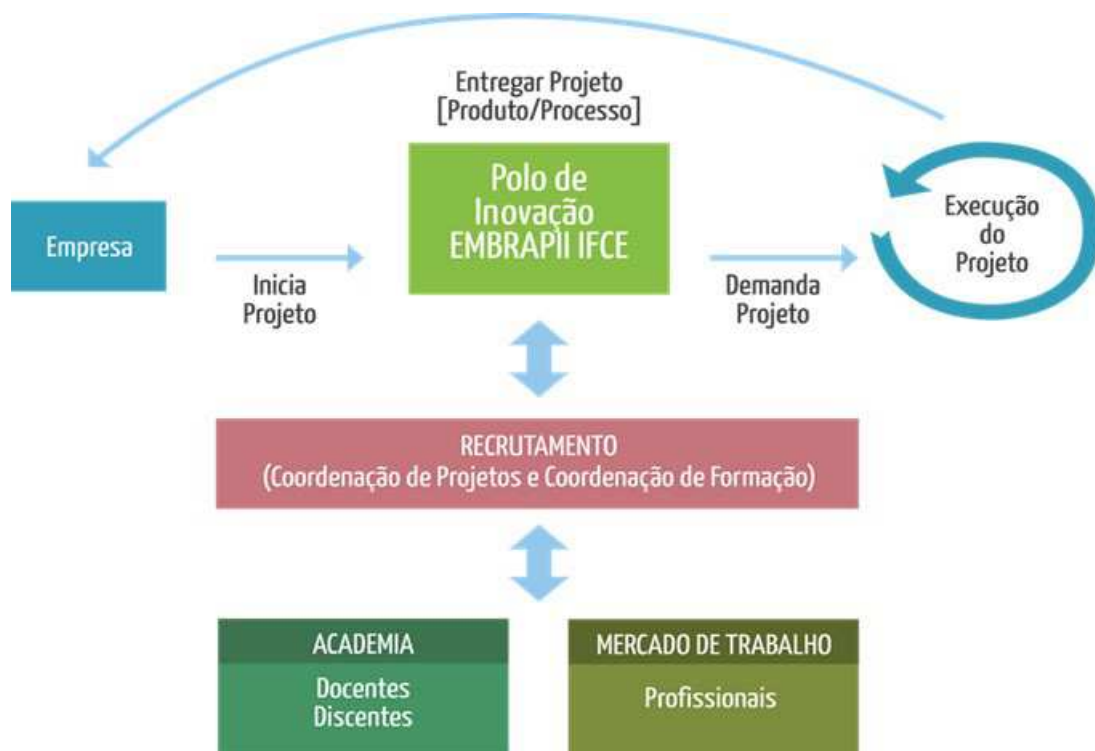 Entregar Projeto
[Produto/Processo]
Empresa
Inicia
Projeto
Polo de
Inovação
EMBRAPII IFCE
Demanda
Projeto
Execução
do
Projeto
RECRUTAMENTO
(Coordenação de Projetos e Coordenação de Formação)
ACADEMIA
Docentes
Discentes
MERCADO DE TRABALHO
Profissionais